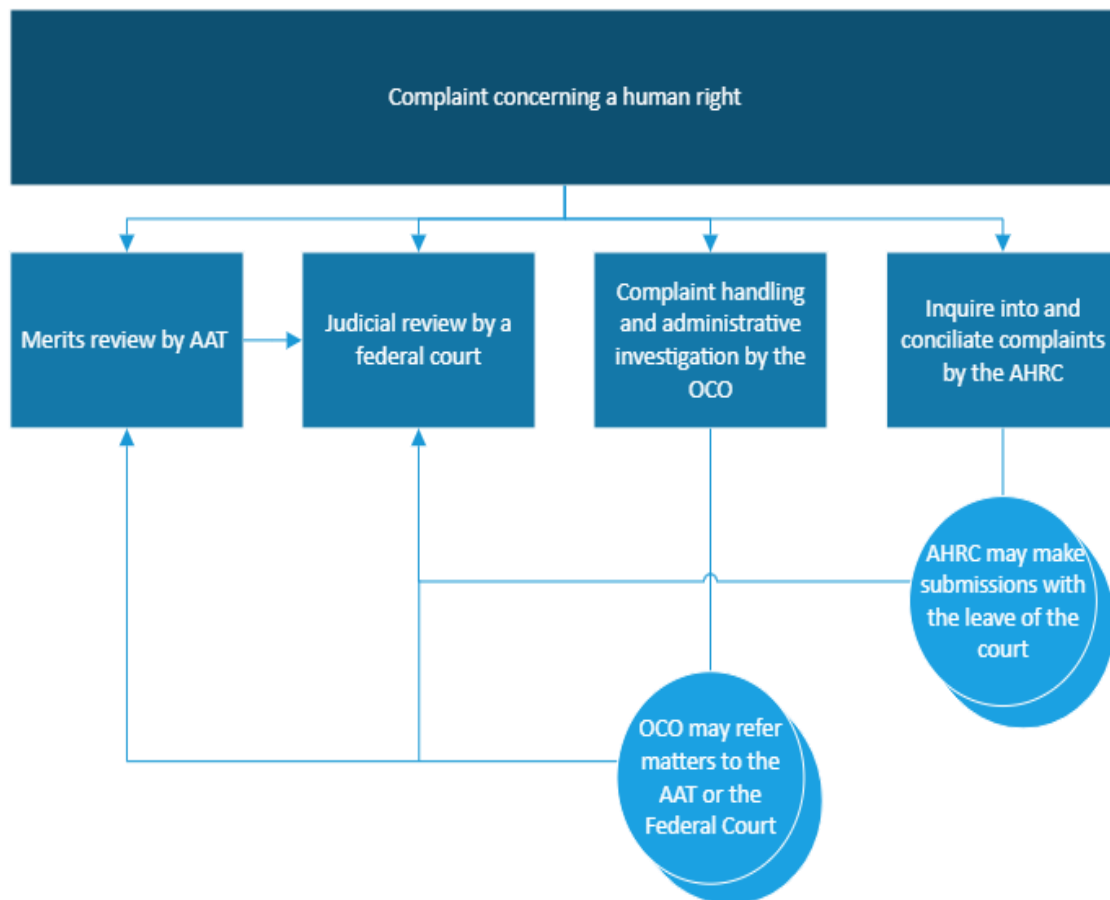 Complaint concerning a human right
Merits review by AAT
Judicial review by a
federal court
Complaint handling
and administrative
investigation by the
OCO
Inquire into and
conciliate complaints
by the AHRC
AHRC may make
submissions with
the leave of the
court
OCO may refer
matters to the
AAT or the
Federal Court